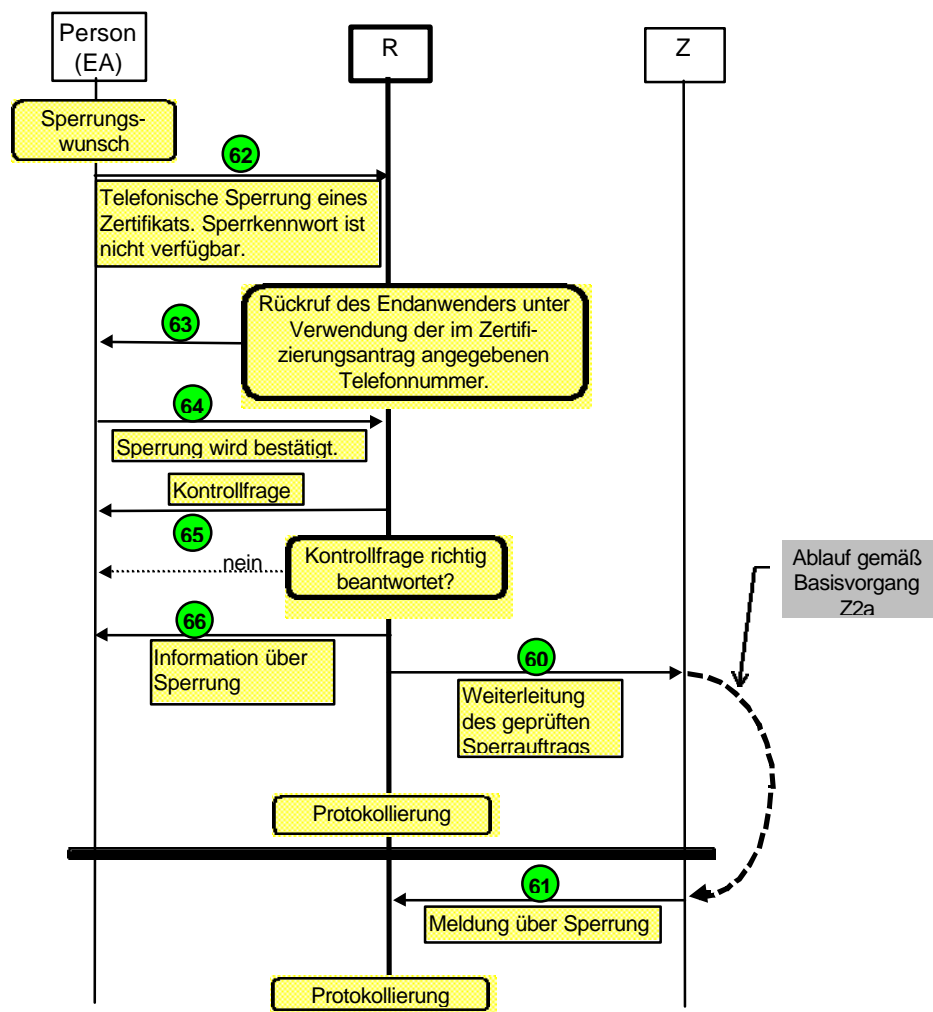 Person
(EA)
R
Z
Sperrungs-
wunsch
62
Telefonische Sperrung eines
Zertifikats. Sperrkennwort ist
nicht verfügbar.
Rückruf des Endanwenders unter
Verwendung der im Zertifi-
zierungsantrag angegebenen
Telefonnummer.
63
64
Sperrung wird bestätigt.
Kontrollfrage
65
nein
Kontrollfrage richtig
beantwortet?
Ablauf gemäß
Basisvorgang
Z2a
66
Information über
Sperrung
60
Weiterleitung
des geprüften
Sperrauftrags
Protokollierung
61
Meldung über Sperrung
Protokollierung